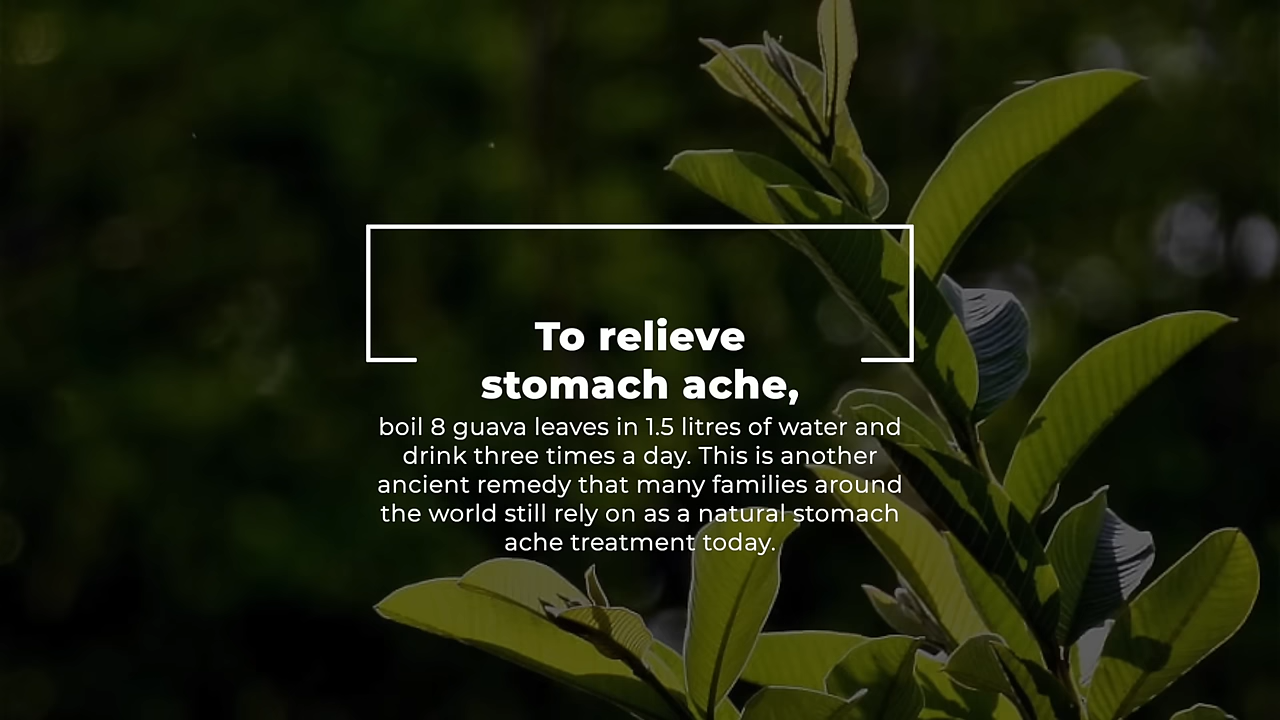 To relieve
stomach ache,
boil 8 guava leaves in 1.5 litres of water and
drink three times a day. This is another
ancient remedy that many families around
the world still rely on as a natural stomach
ache treatment today.